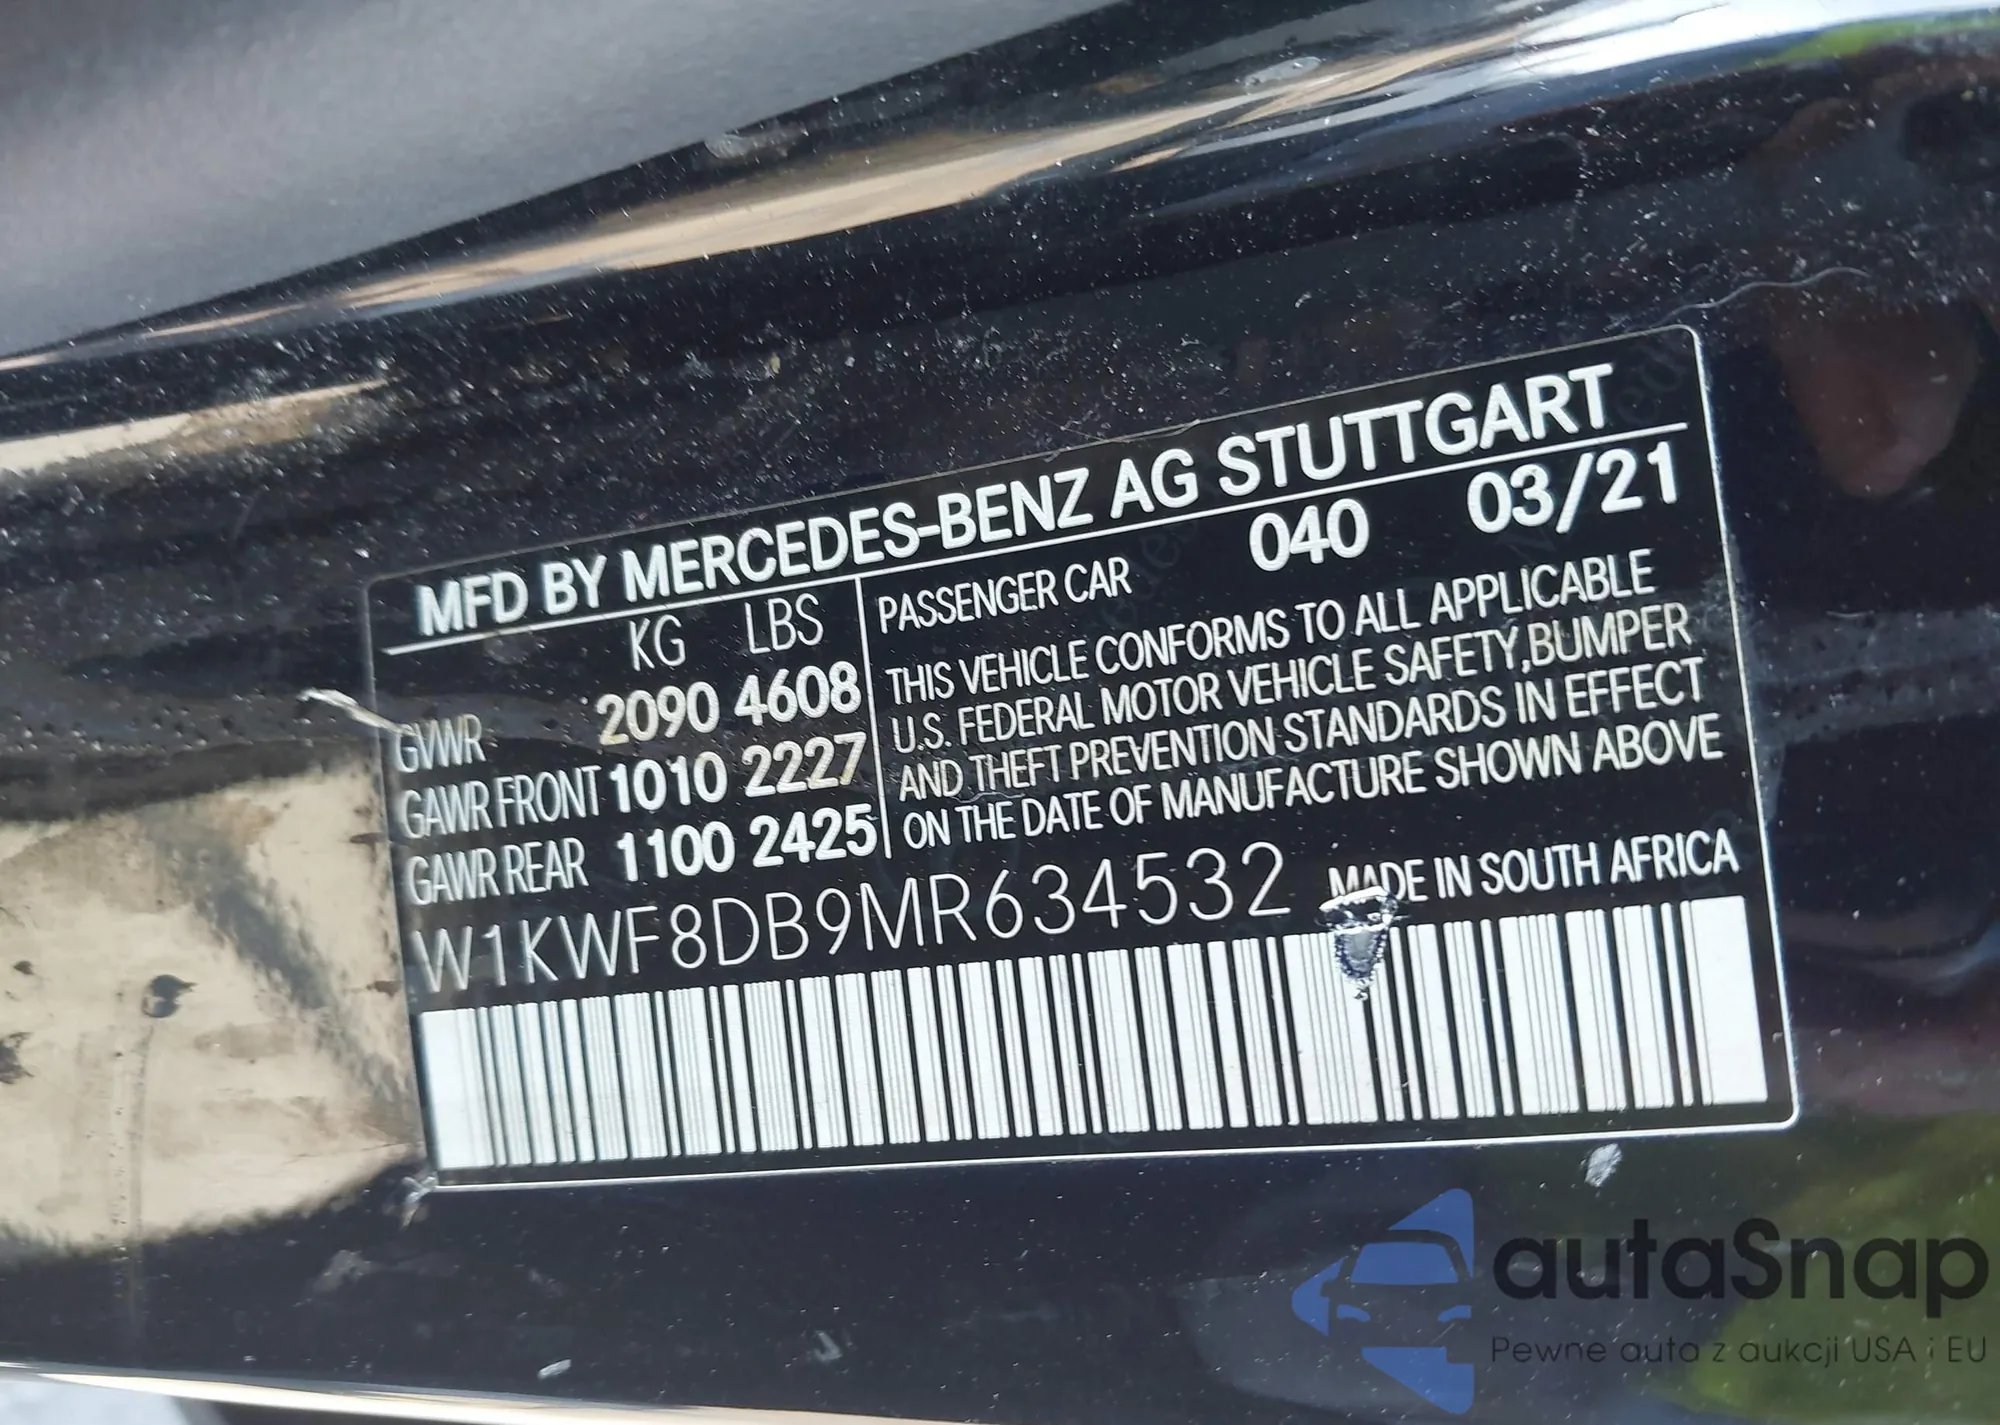 MFD BY MERCEDES-BENZ AG STUTTGART
KG LBS
GVWR 2090 4608
GAWR FRONT 1010 2227
GAWR REAR 1100 2425
PASSENGER CAR 040 03/21
THIS VEHICLE CONFORMS TO ALL APPLICABLE
U.S. FEDERAL MOTOR VEHICLE SAFETY,BUMPER
AND THEFT PREVENTION STANDARDS IN EFFECT
ON THE DATE OF MANUFACTURE SHOWN ABOVE
W1KWF8DB9MR634532 MADE IN SOUTH AFRICA
autaSnap
Pewne auta z aukcji USA i EU